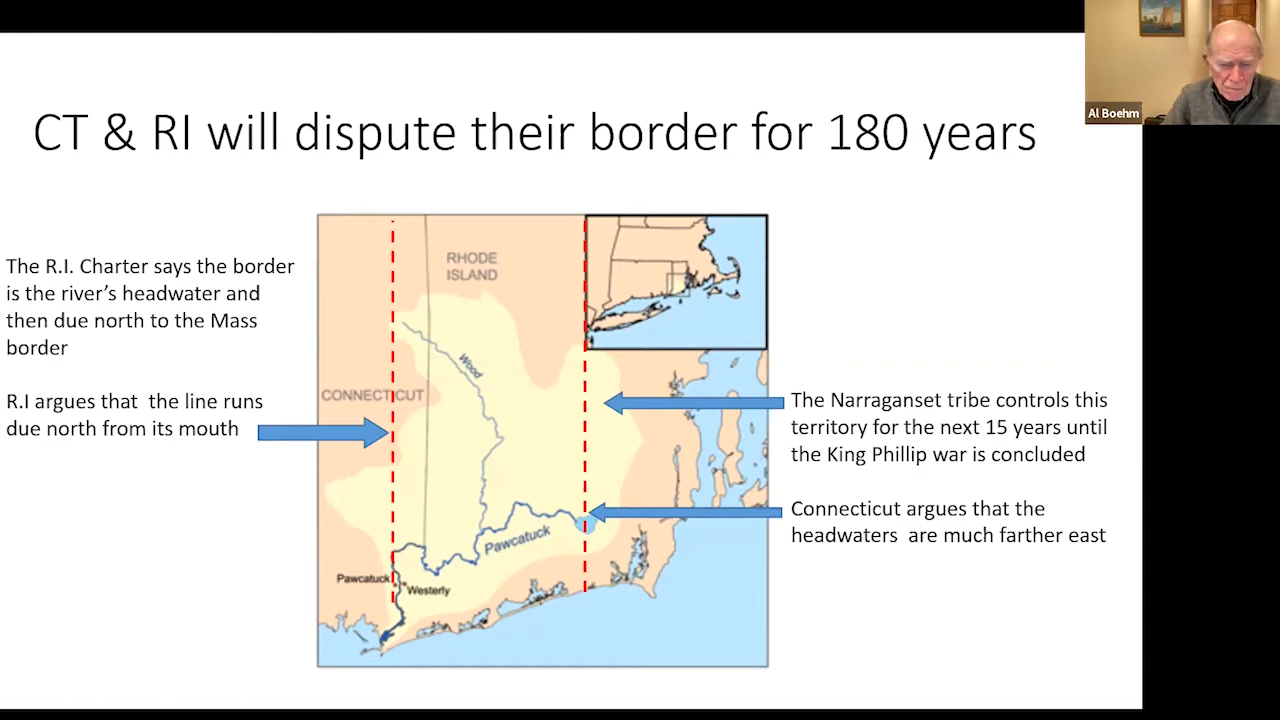 CT & RI will dispute their border for 180 years
The R.I. Charter says the border
is the river's headwater and
then due north to the Mass
border
R.I argues that  the line runs
due north from its mouth
RHODE
ISLAND
Wood
CONNECTICUT
Pawcatuck
Pawcatuck
Westerly
The Narraganset tribe controls this
territory for the next 15 years until
the King Phillip war is concluded
Connecticut argues that the
headwaters  are much farther east
Al Boehm